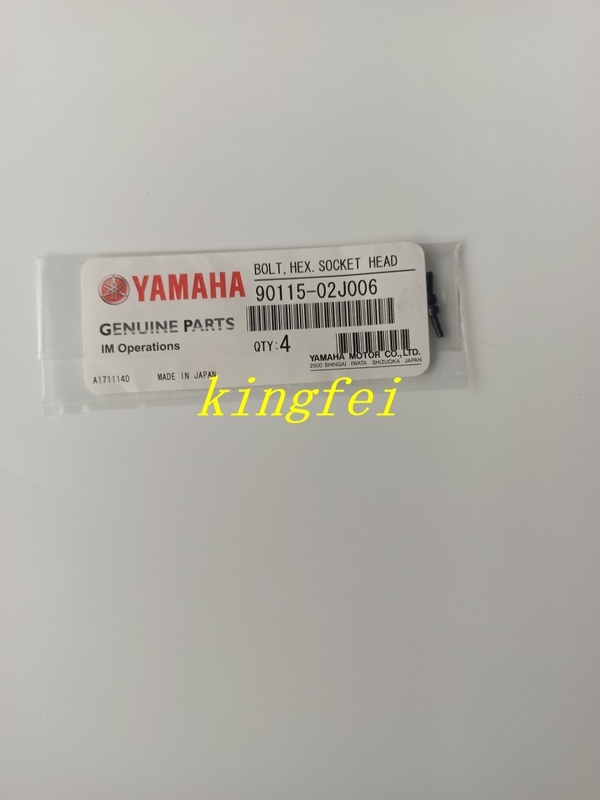 YAMAHA
GENUINE PARTS
IM Operations
A1711140 MADE IN JAPAN
BOLT,HEX.SOCKET HEAD
90115-02J006
QTY:4
YAMAHA MOTOR CO.,LTD.
2500 SHINGAI IWATA SHIZUOKA JAPAN
kingfei